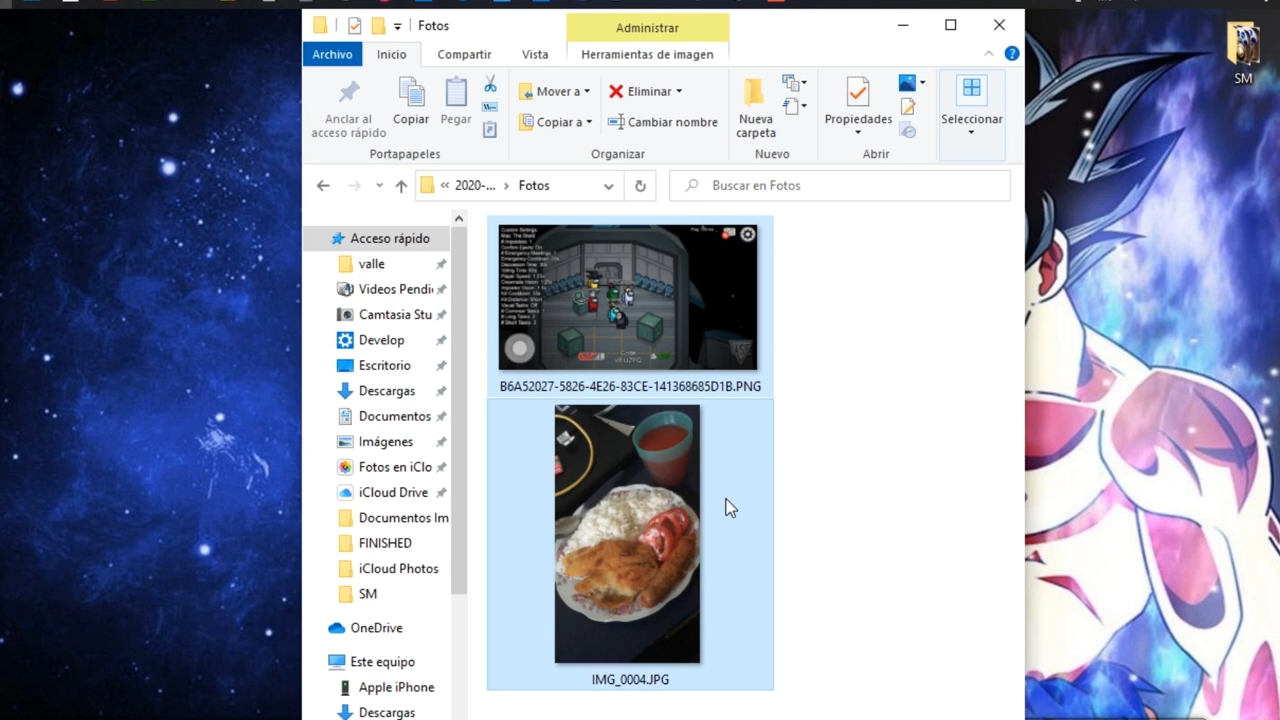 Fotos
Administrar
Archivo
Inicio
Compartir
Vista
Herramientas de imagen
Anclar al
acceso rápido
Copiar
Pegar
Mover a
Copiar a
Eliminar
Cambiar nombre
Nueva
carpeta
Propiedades
Seleccionar
Portapapeles
Organizar
Nuevo
Abrir
« 2020-... > Fotos
Buscar en Fotos
Acceso rápido
valle
Videos Pendi
Camtasia Stu
Develop
Escritorio
Descargas
Documentos
Imágenes
Fotos en iClo
iCloud Drive
Documentos Im
FINISHED
iCloud Photos
SM
OneDrive
Este equipo
Apple iPhone
Descargas
B6A52027-5826-4E26-83CE-141368685D1B.PNG
IMG_0004.JPG
SM